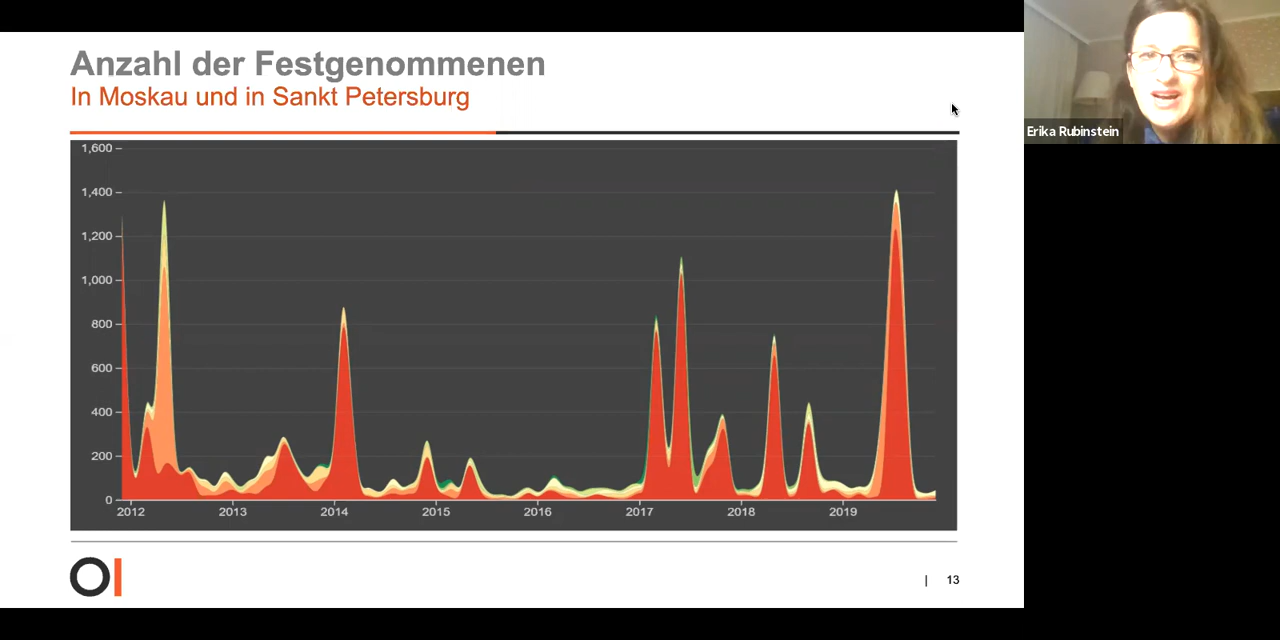 Anzahl der Festgenommenen
In Moskau und in Sankt Petersburg
Erika Rubinstein
1,600
1,400
1,200
1,000
800
600
400
200
0
2012 2013 2014 2015 2016 2017 2018 2019
OI
| 13